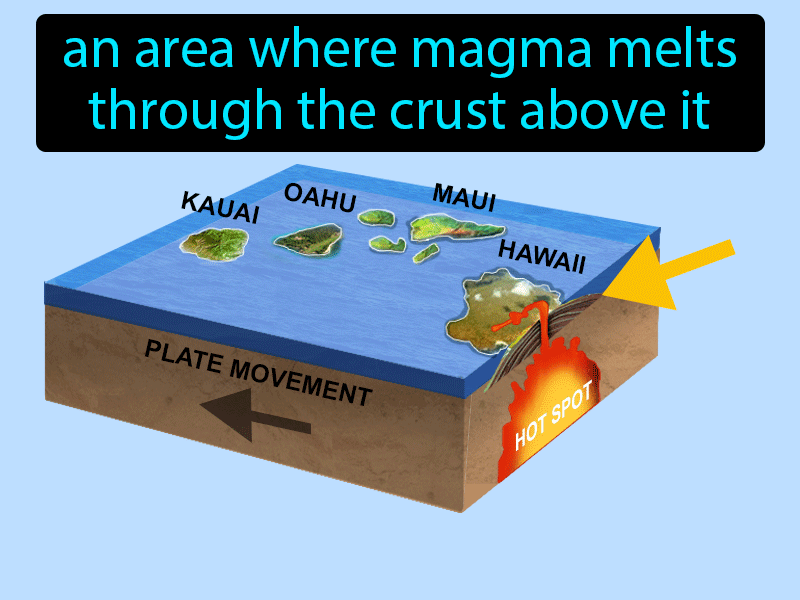 an area where magma melts
through the crust above it
KAUAI
OAHU
MAUI
HAWAII
PLATE MOVEMENT
HOT SPOT